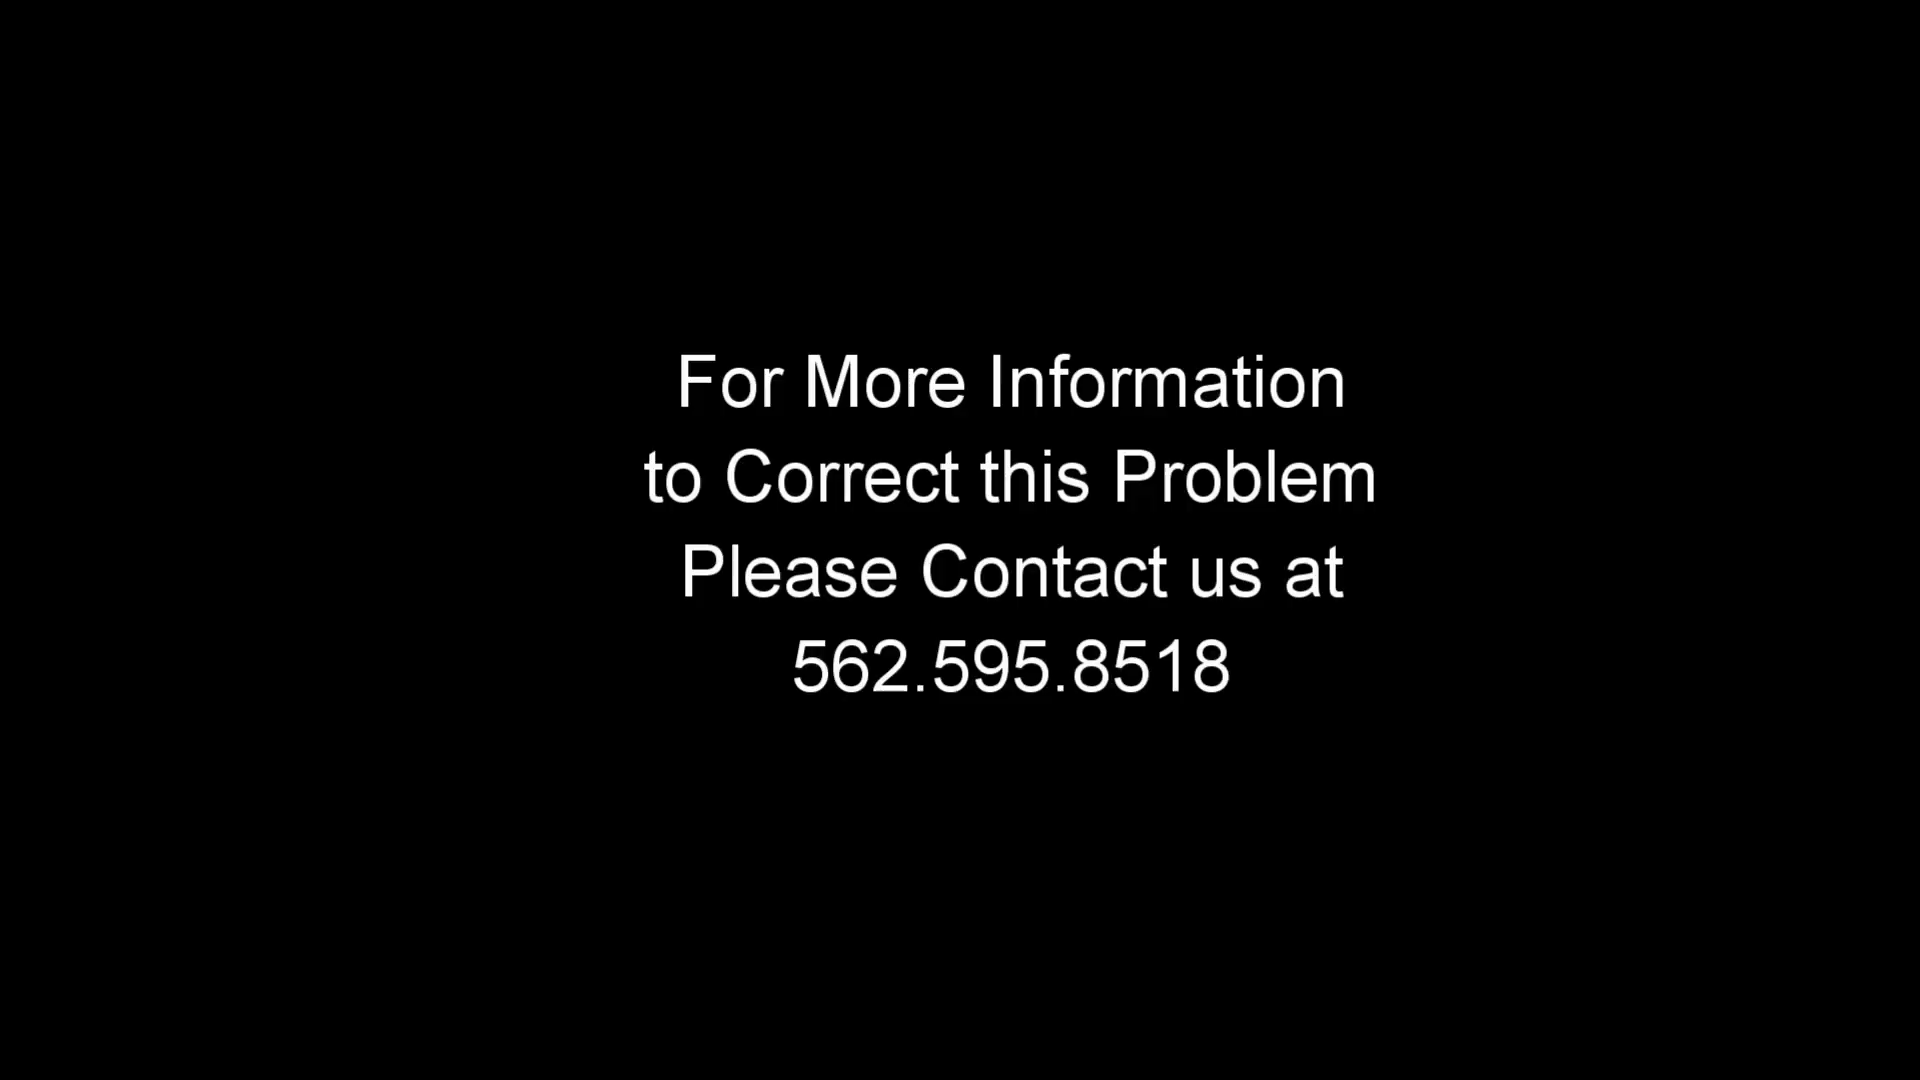 For More Information
to Correct this Problem
Please Contact us at
562.595.8518